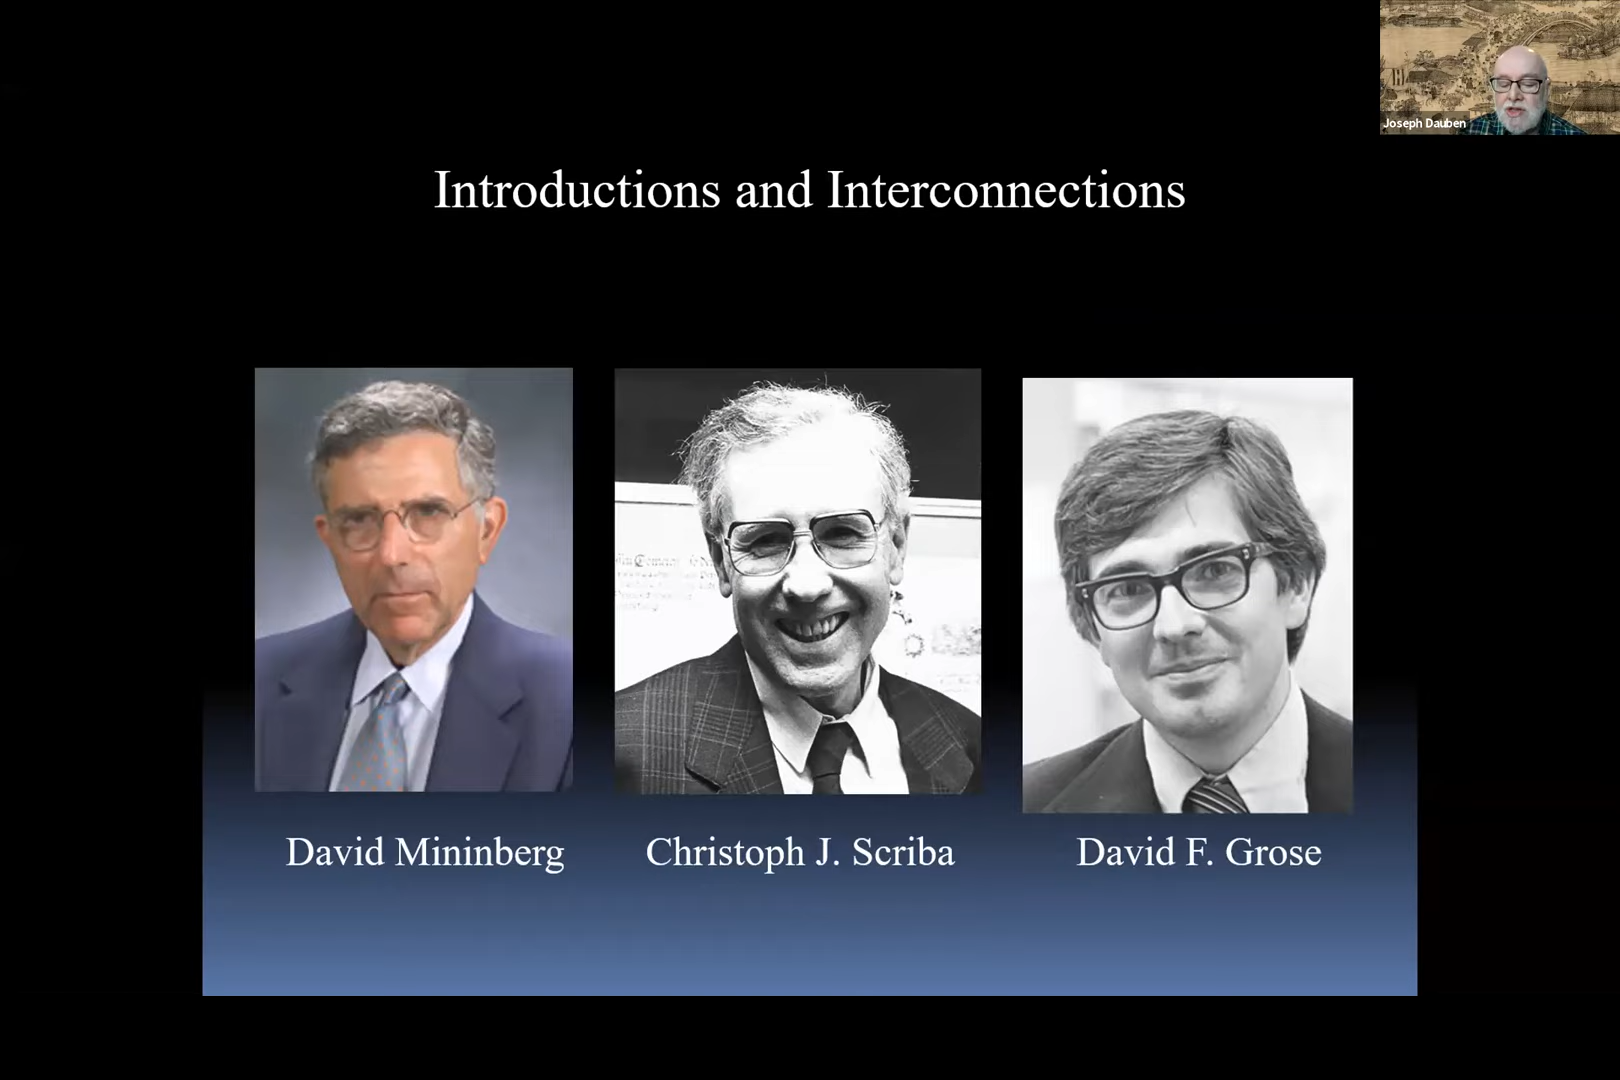 Joseph Dauben
Introductions and Interconnections
David Mininberg
Christoph J. Scriba
David F. Grose